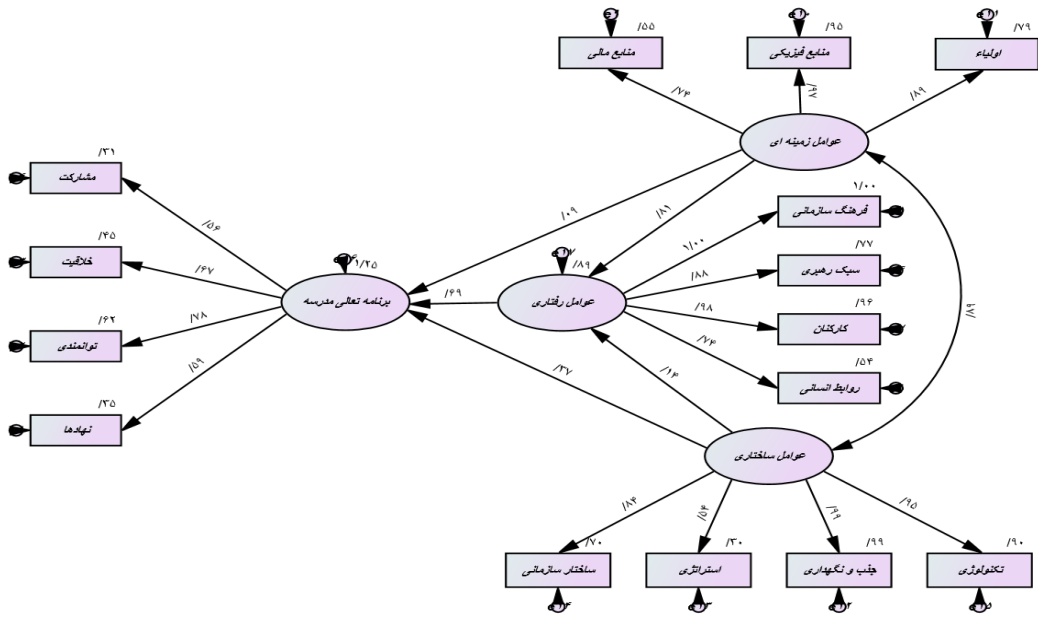 /۵۵
/۹۵
/۷۹
منابع مالی
منابع فیزیکی
اولیاء
/۷۴
/۹۷
/۸۹
عوامل زمینه ای
/۳۱
مشارکت
/۵۶
/۰۹
/۸۱
۱/۰۰
فرهنگ سازمانی
/۴۵
خلاقیت
/۶۷
۱/۰۰
/۷۷
سبک رهبری
/۸۸
۱/۲۵
/۸۹
برنامه تعالی مدرسه
/۶۹
عوامل رفتاری
/۹۶
کارکنان
/۹۸
/۶۲
توانمندی
/۷۸
/۷۴
/۵۴
روابط انسانی
/۵۹
/۳۷
/۱۴
/۳۵
نهادها
عوامل ساختاری
/۸۴
/۵۴
/۹۹
/۹۵
/۷۰
/۳۰
/۹۹
/۹۰
ساختار سازمانی
استراتژی
جذب و نگهداری
تکنولوژی